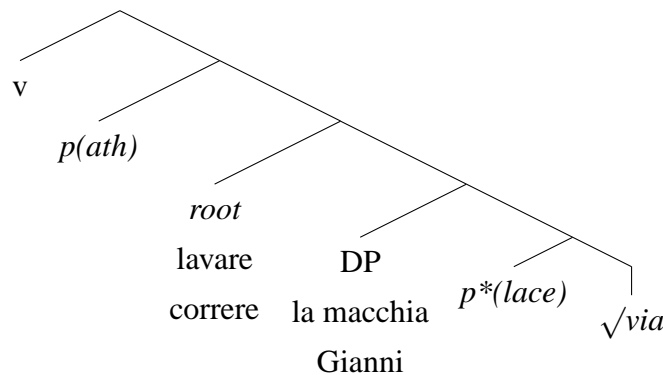 v
p(ath)
root
lavare
correre
DP
la macchia
Gianni
p*(lace)
√via